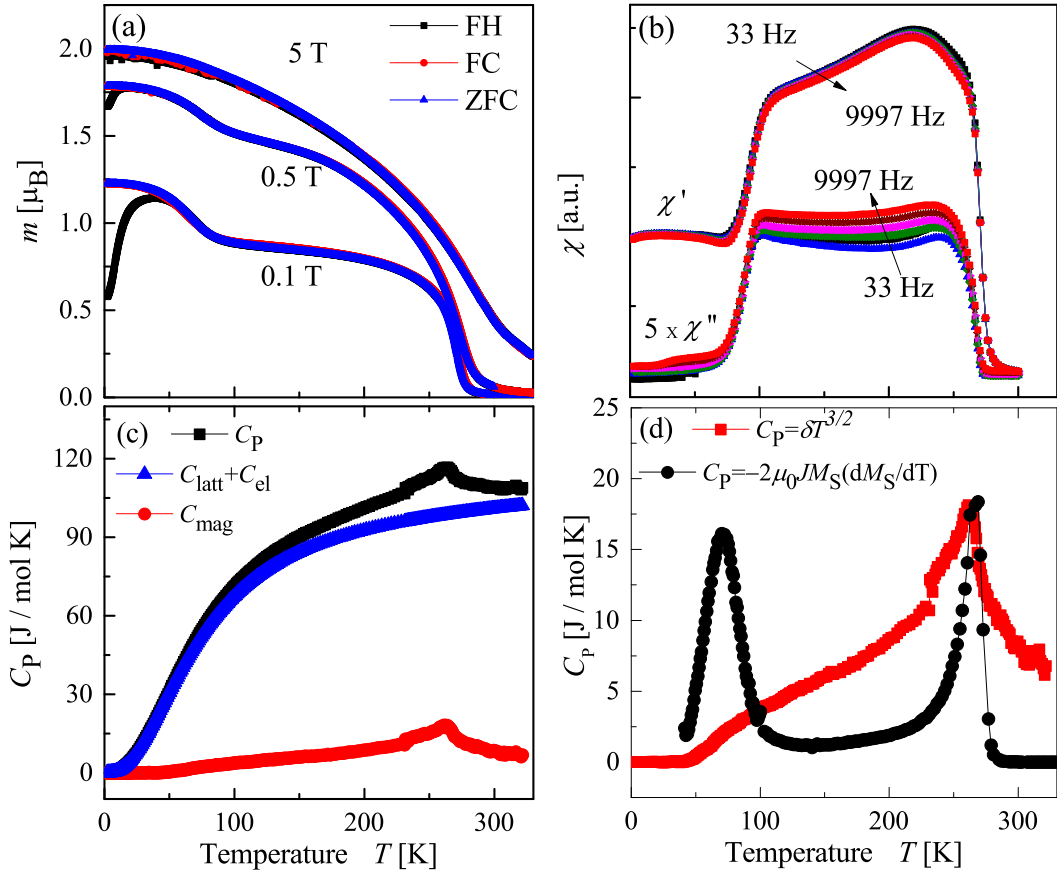 (a)
FH
FC
ZFC
5 T
0.5 T
0.1 T
2.0
1.5
1.0
0.5
0.0
m [μB]
(b)
33 Hz
9997 Hz
9997 Hz
33 Hz
χ'
5 x χ''
χ [a.u.]
(c)
CP
Clatt+Cel
Cmag
120
90
60
30
0
CP [J / mol K]
0 100 200 300
Temperature T [K]
(d)
CP=δT3/2
CP=−2μ0JMS(dMS/dT)
25
20
15
10
5
0
CP [J / mol K]
0 50 100 150 200 250 300
Temperature T [K]